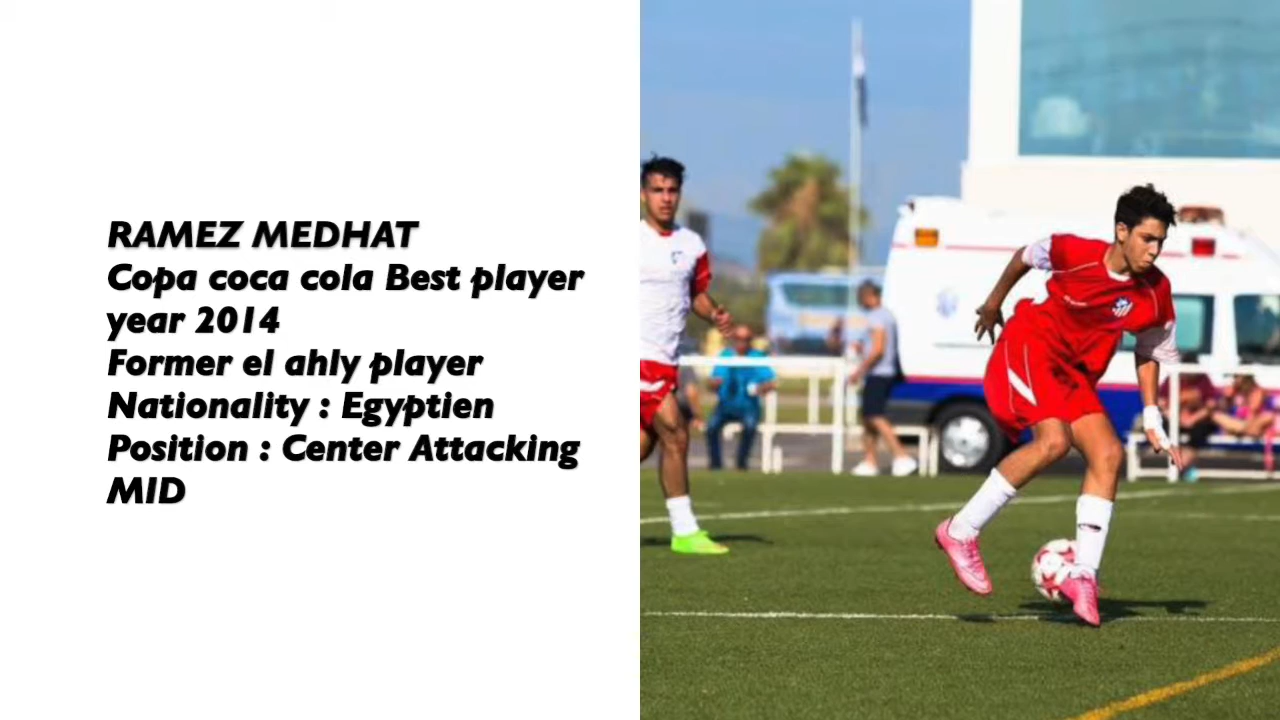 RAMEZ MEDHAT
Copa coca cola Best player
year 2014
Former el ahly player
Nationality : Egyptien
Position : Center Attacking
MID